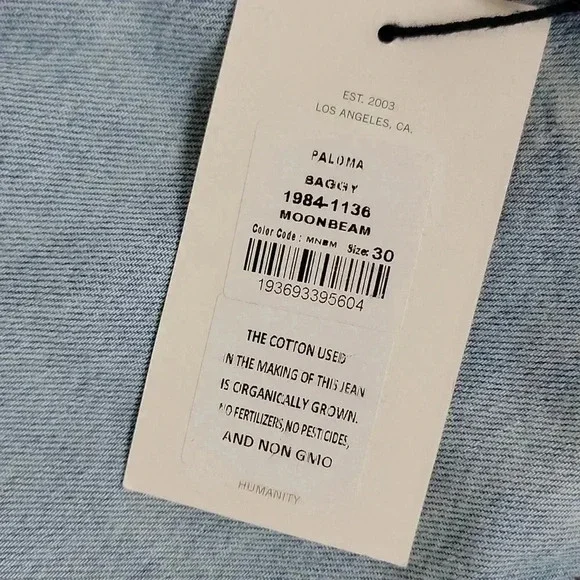 EST. 2003
LOS ANGELES, CA.
PALOMA
BAGGY
1984-1136
MOONBEAM
Color Code : MNBM Size: 30
193693395604
THE COTTON USED
IN THE MAKING OF THIS JEAN
IS ORGANICALLY GROWN.
NO FERTILIZERS, NO PESTICIDES,
AND NON GMO
HUMANITY